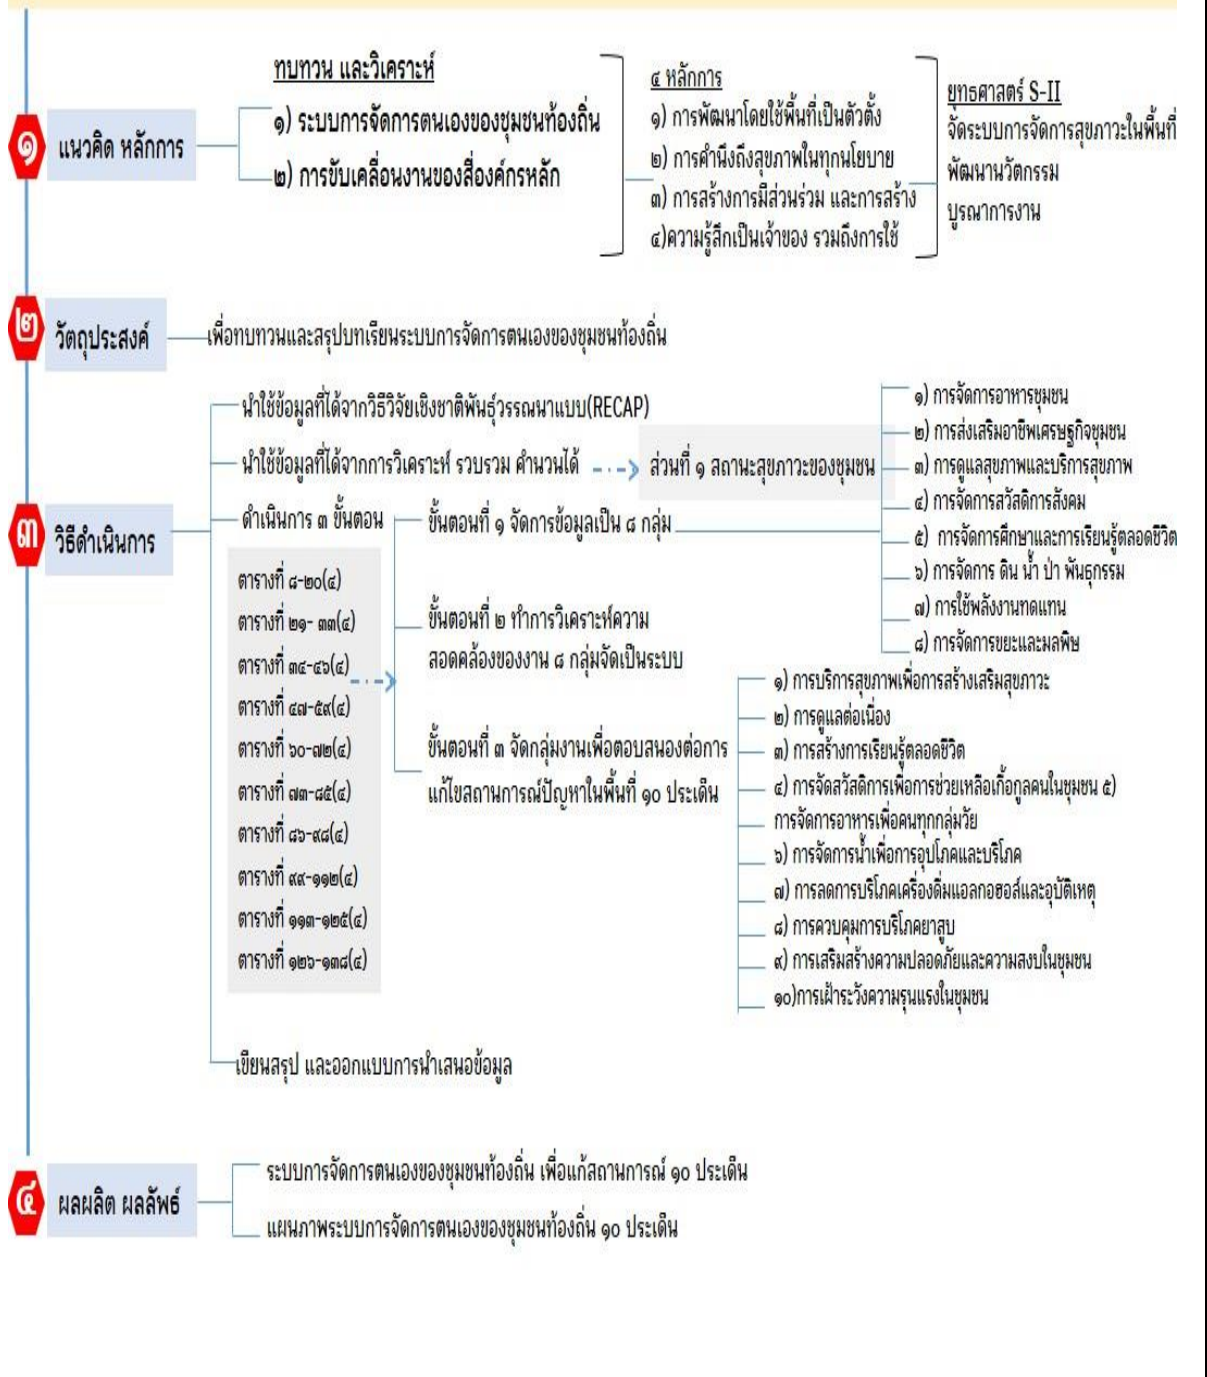 ๑
แนวคิด หลักการ
ทบทวน และวิเคราะห์
๑) ระบบการจัดการตนเองของชุมชนท้องถิ่น
๒) การขับเคลื่อนงานของสี่องค์กรหลัก
๔ หลักการ
๑) การพัฒนาโดยใช้พื้นที่เป็นตัวตั้ง
๒) การคำนึงถึงสุขภาพในทุกนโยบาย
๓) การสร้างการมีส่วนร่วม และการสร้าง
๔)ความรู้สึกเป็นเจ้าของ รวมถึงการใช้
ยุทธศาสตร์ S-II
จัดระบบการจัดการสุขภาวะในพื้นที่
พัฒนานวัตกรรม
บูรณาการงาน
๒
วัตถุประสงค์
เพื่อทบทวนและสรุปบทเรียนระบบการจัดการตนเองของชุมชนท้องถิ่น
๓
วิธีดำเนินการ
นำใช้ข้อมูลที่ได้จากวิธีวิจัยเชิงชาติพันธุ์วรรณนาแบบ(RECAP)
นำใช้ข้อมูลที่ได้จากการวิเคราะห์ รวบรวม คำนวนได้
ส่วนที่ ๑ สถานะสุขภาวะของชุมชน
ดำเนินการ ๓ ขั้นตอน
ขั้นตอนที่ ๑ จัดการข้อมูลเป็น ๘ กลุ่ม
๑) การจัดการอาหารชุมชน
๒) การส่งเสริมอาชีพเศรษฐกิจชุมชน
๓) การดูแลสุขภาพและบริการสุขภาพ
๔) การจัดการสวัสดิการสังคม
๕) การจัดการศึกษาและการเรียนรู้ตลอดชีวิต
๖) การจัดการ ดิน น้ำ ป่า พันธุกรรม
๗) การใช้พลังงานทดแทน
๘) การจัดการขยะและมลพิษ
ตารางที่ ๘-๒๐(๔)
ตารางที่ ๒๑- ๓๓(๔)
ตารางที่ ๓๔-๔๖(๔)
ตารางที่ ๔๗-๕๙(๔)
ตารางที่ ๖๐-๗๒(๔)
ตารางที่ ๗๓-๘๕(๔)
ตารางที่ ๘๖-๙๘(๔)
ตารางที่ ๙๙-๑๑๒(๔)
ตารางที่ ๑๑๓-๑๒๕(๔)
ตารางที่ ๑๒๖-๑๓๘(๔)
ขั้นตอนที่ ๒ ทำการวิเคราะห์ความ
สอดคล้องของงาน ๘ กลุ่มจัดเป็นระบบ
ขั้นตอนที่ ๓ จัดกลุ่มงานเพื่อตอบสนองต่อการ
แก้ไขสถานการณ์ปัญหาในพื้นที่ ๑๐ ประเด็น
๑) การบริการสุขภาพเพื่อการสร้างเสริมสุขภาวะ
๒) การดูแลต่อเนื่อง
๓) การสร้างการเรียนรู้ตลอดชีวิต
๔) การจัดสวัสดิการเพื่อการช่วยเหลือเกื้อกูลคนในชุมชน ๕)
การจัดการอาหารเพื่อคนทุกกลุ่มวัย
๖) การจัดการน้ำเพื่อการอุปโภคและบริโภค
๗) การลดการบริโภคเครื่องดื่มแอลกอฮอล์และอุบัติเหตุ
๘) การควบคุมการบริโภคยาสูบ
๙) การเสริมสร้างความปลอดภัยและความสงบในชุมชน
๑๐)การเฝ้าระวังความรุนแรงในชุมชน
เขียนสรุป และออกแบบการนำเสนอข้อมูล
๔
ผลผลิต ผลลัพธ์
ระบบการจัดการตนเองของชุมชนท้องถิ่น เพื่อแก้สถานการณ์ ๑๐ ประเด็น
แผนภาพระบบการจัดการตนเองของชุมชนท้องถิ่น ๑๐ ประเด็น